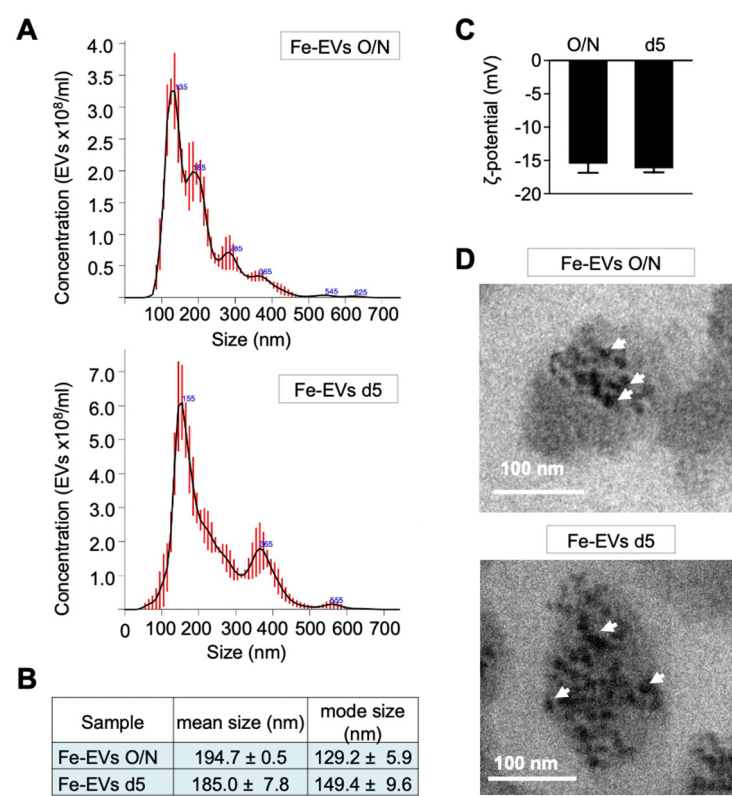 A
Fe-EVs O/N
Concentration (EVs x10⁸/ml)
4.0
3.5
3.0
2.5
2.0
1.5
1.0
0.5
135
185
285
365
545
625
100 200 300 400 500 600 700
Size (nm)
Fe-EVs d5
Concentration (EVs x10⁸/ml)
7.0
6.0
5.0
4.0
3.0
2.0
1.0
155
365
555
0 100 200 300 400 500 600 700
Size (nm)
B
Sample mean size (nm) mode size
(nm)
Fe-EVs O/N 194.7 ± 0.5 129.2 ± 5.9
Fe-EVs d5 185.0 ± 7.8 149.4 ± 9.6
C
O/N d5
ζ-potential (mV)
0
-5
-10
-15
-20
D
Fe-EVs O/N
100 nm
Fe-EVs d5
100 nm